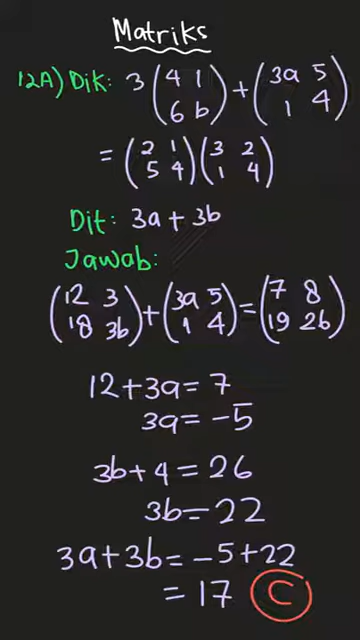 Matriks
12A) Dik: 3 (4 1 6 b) + (3a 5 1 4)
= (2 1 5 4) (3 2 1 4)
Dit: 3a + 3b
Jawab:
(12 3 18 3b) + (3a 5 1 4) = (7 8 19 26)
12 + 3a = 7
3a = -5
3b + 4 = 26
3b = 22
3a + 3b = -5 + 22
= 17 C